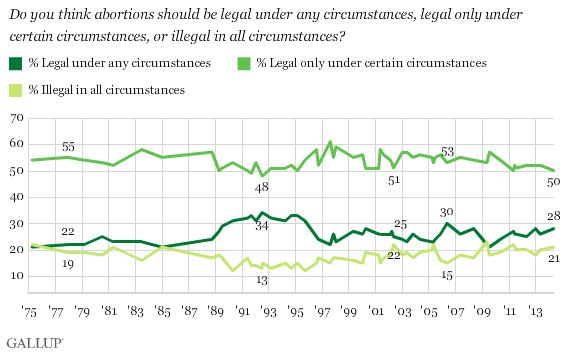 Do you think abortions should be legal under any circumstances, legal only under
certain circumstances, or illegal in all circumstances?
% Legal under any circumstances % Legal only under certain circumstances
% Illegal in all circumstances
70
60
55 53
50
48 51 50
40
30
34 25 30 28
22
20
19 22 21
13 15
10
'75 '77 '79 '81 '83 '85 '87 '89 '91 '93 '95 '97 '99 '01 '03 '05 '07 '09 '11 '13
GALLUP